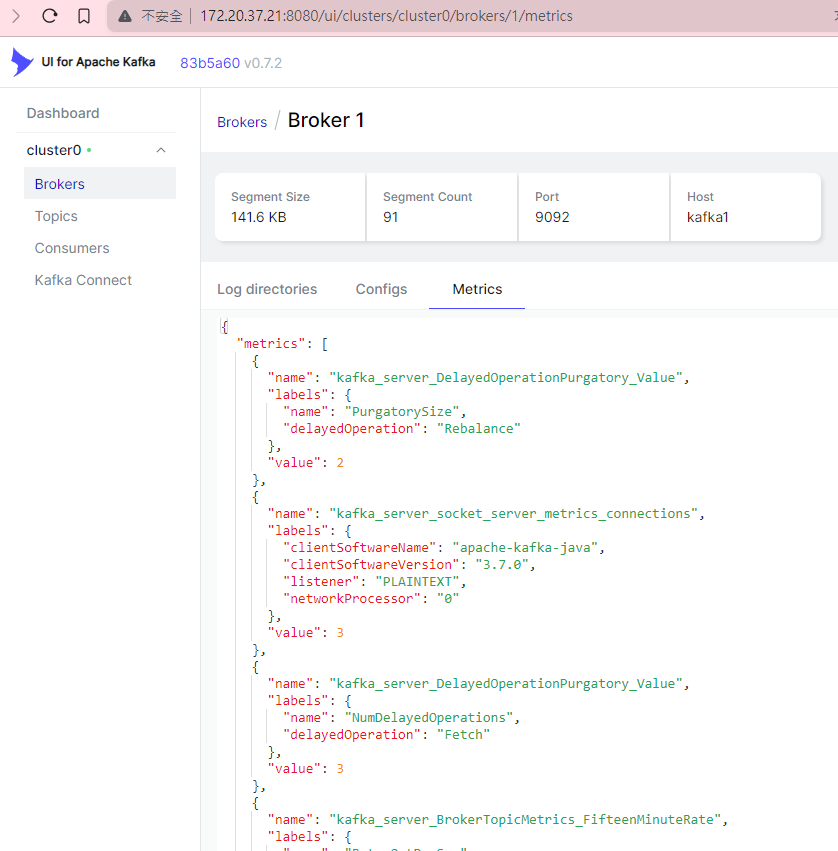 不安全 172.20.37.21:8080/ui/clusters/cluster0/brokers/1/metrics
UI for Apache Kafka 83b5a60 v0.7.2
Dashboard
cluster0
Brokers
Topics
Consumers
Kafka Connect
Brokers / Broker 1
Segment Size
141.6 KB
Segment Count
91
Port
9092
Host
kafka1
Log directories Configs Metrics
{
"metrics": [
{
"name": "kafka_server_DelayedOperationPurgatory_Value",
"labels": {
"name": "PurgatorySize",
"delayedOperation": "Rebalance"
},
"value": 2
},
{
"name": "kafka_server_socket_server_metrics_connections",
"labels": {
"clientSoftwareName": "apache-kafka-java",
"clientSoftwareVersion": "3.7.0",
"listener": "PLAINTEXT",
"networkProcessor": "0"
},
"value": 3
},
{
"name": "kafka_server_DelayedOperationPurgatory_Value",
"labels": {
"name": "NumDelayedOperations",
"delayedOperation": "Fetch"
},
"value": 3
},
{
"name": "kafka_server_BrokerTopicMetrics_FifteenMinuteRate",
"labels": {